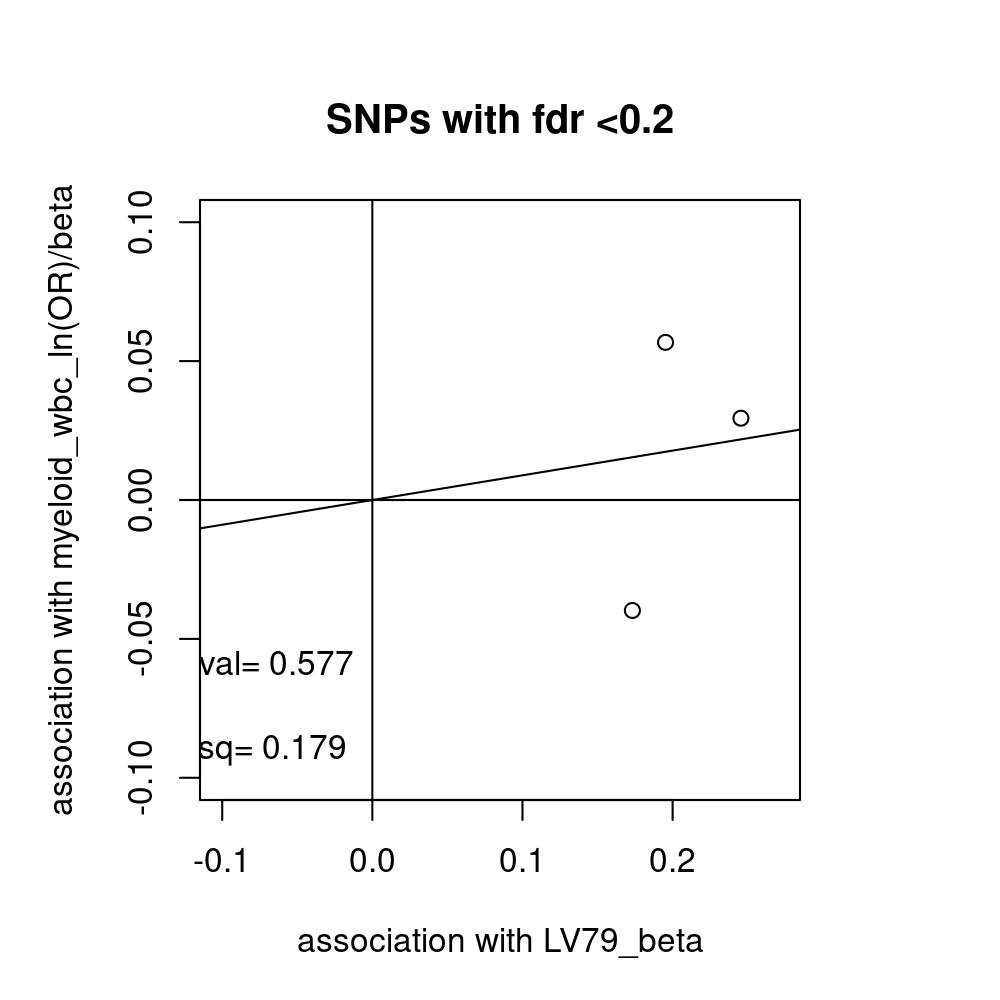 SNPs with fdr <0.2
association with myeloid_wbc_ln(OR)/beta
0.10
0.05
0.00
-0.05
-0.10
val= 0.577
sq= 0.179
-0.1 0.0 0.1 0.2
association with LV79_beta